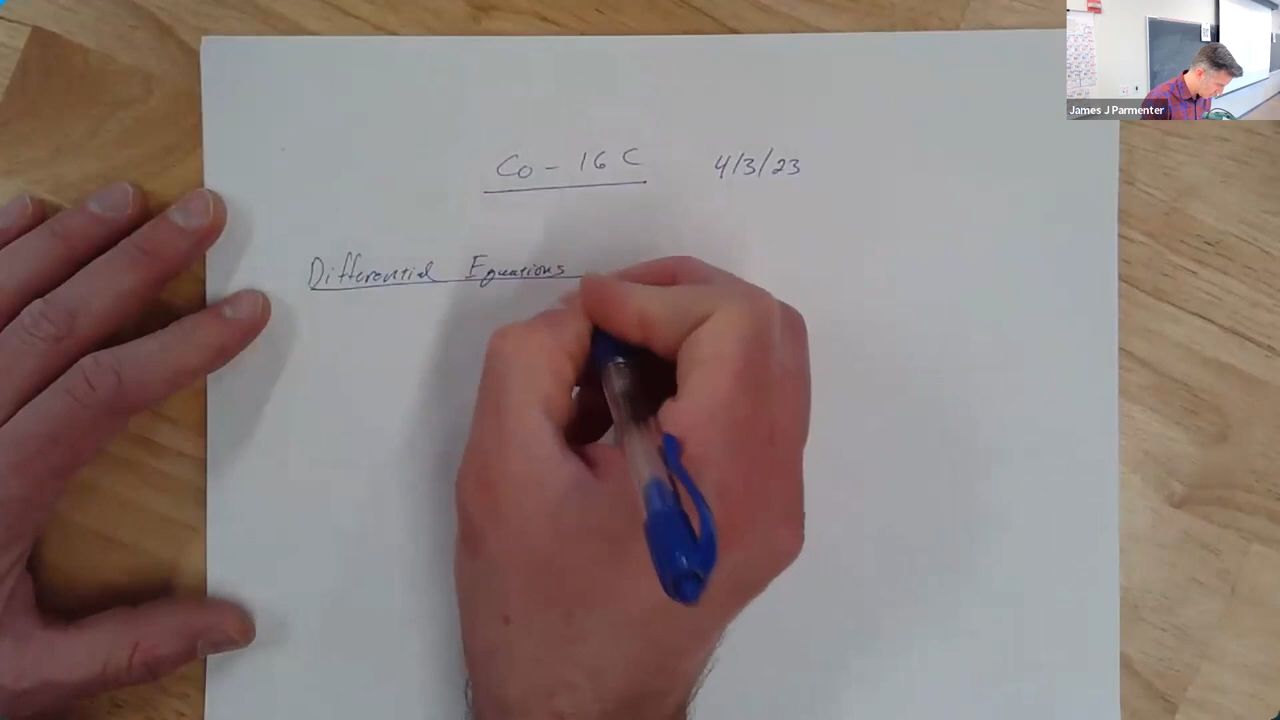 Co - 16 C 4/3/23
Differential Equations
James J Parmenter